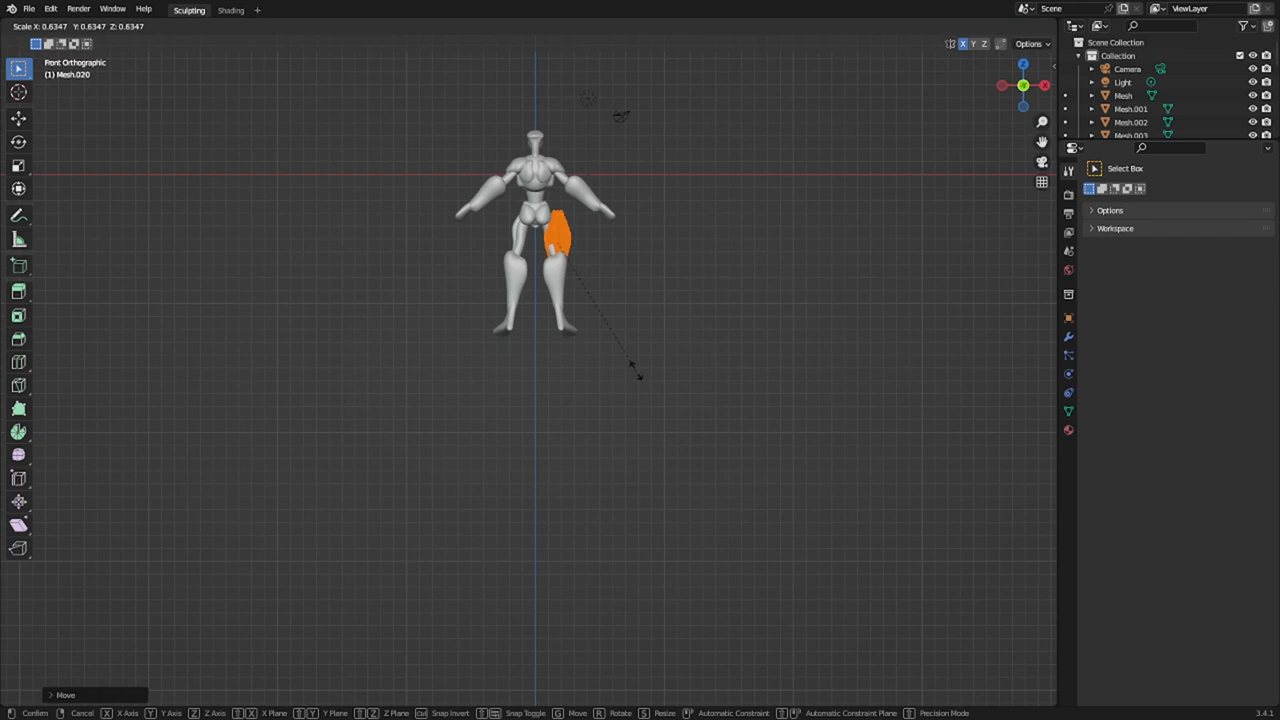 File Edit Render Window Help Sculpting Shading + Scene ViewLayer
Scale X: 0.6347 Y: 0.6347 Z: 0.6347
X Y Z Options
Front Orthographic
(1) Mesh.020
Scene Collection
Collection
Camera
Light
Mesh
Mesh.001
Mesh.002
Mesh.003
Z
Y
X
Select Box
Options
Workspace
Move
Confirm Cancel X X Axis Y Y Axis Z Z Axis X X Plane Y Y Plane Z Z Plane Snap Invert Snap Toggle G Move R Rotate S Resize Automatic Constraint Automatic Constraint Plane Precision Mode 3.4.1